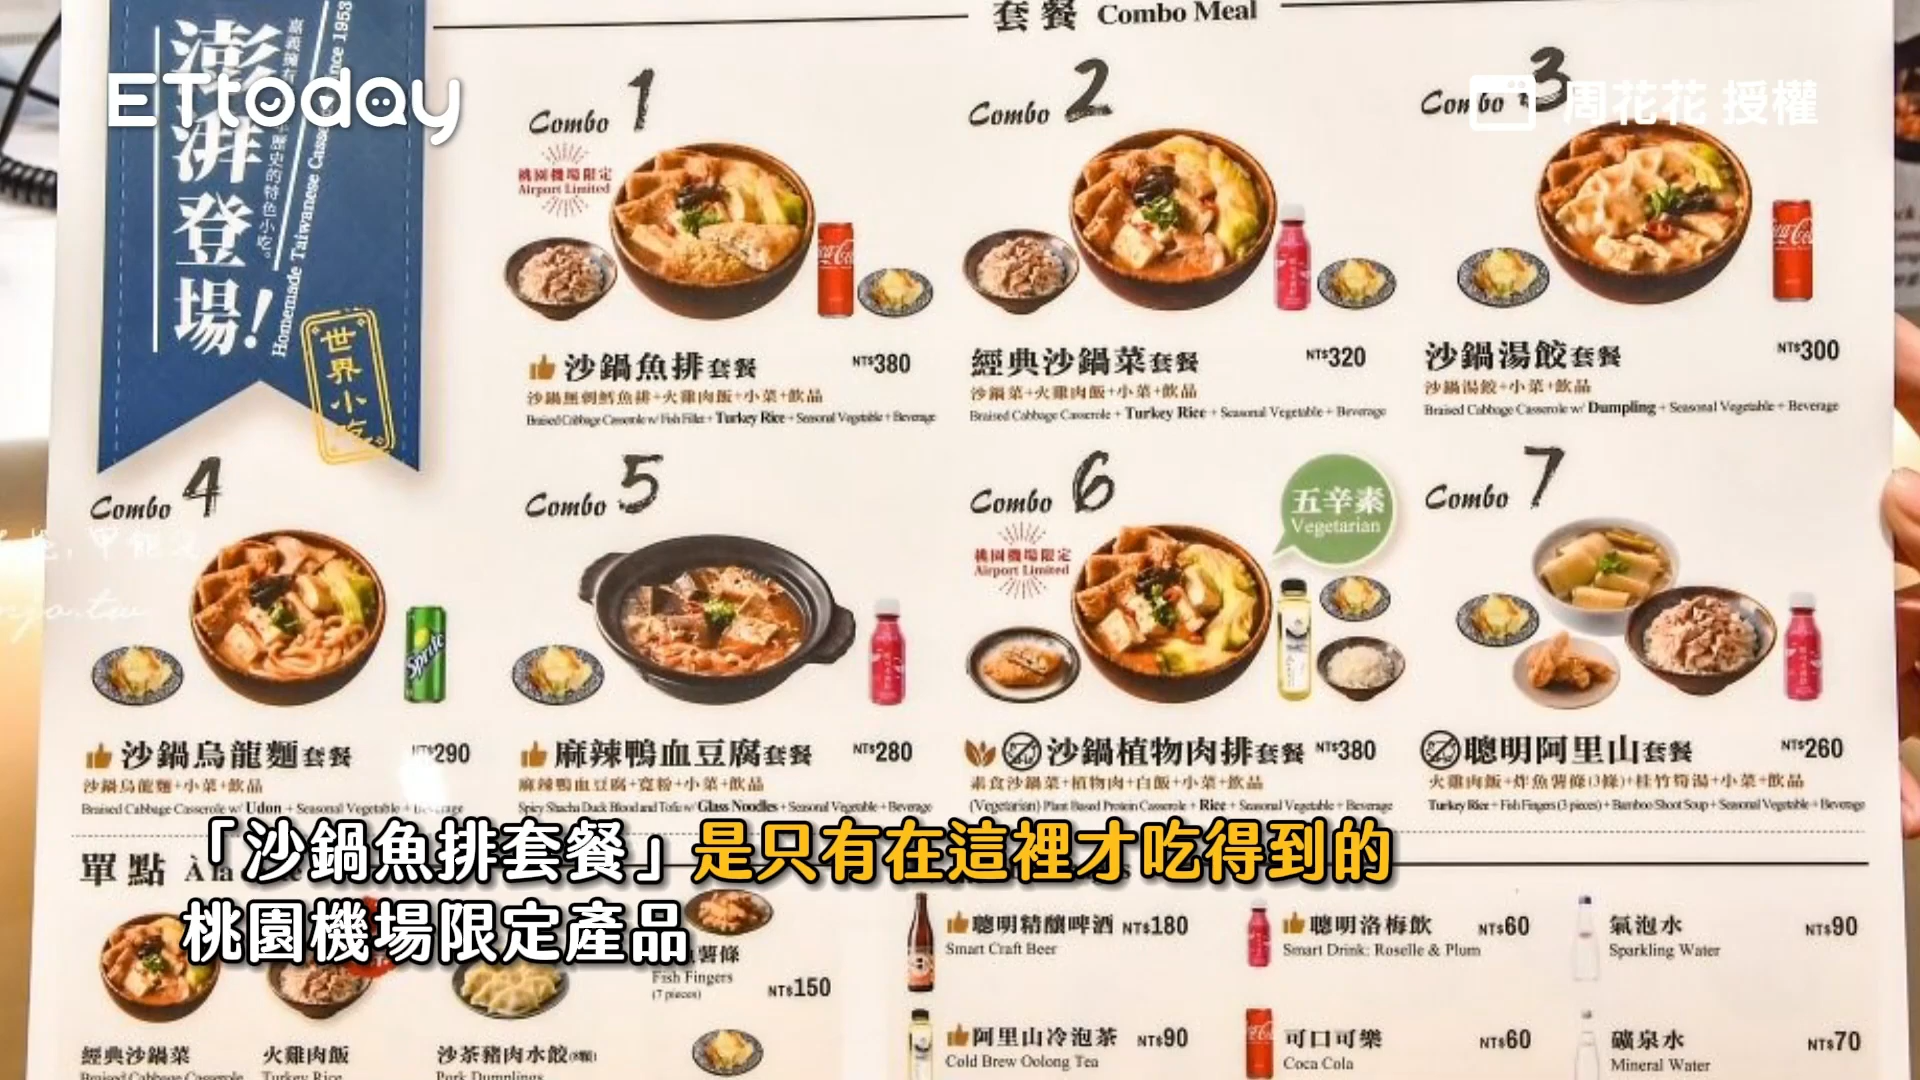 套餐 Combo Meal
澎湃登場!
Homemade Taiwanese Casse
nce 1953
世界小吃
ETtoday
周花花 授權
Combo 1
桃園機場限定
Airport Limited
沙鍋魚排套餐 NT$380
沙鍋無刺鱈魚排+火雞肉飯+小菜+飲品
Braised Cabbage Casserole w/ Fish Fillet + Turkey Rice + Seasonal Vegetable + Beverage
Combo 2
經典沙鍋菜套餐 NT$320
沙鍋菜+火雞肉飯+小菜+飲品
Braised Cabbage Casserole + Turkey Rice + Seasonal Vegetable + Beverage
Combo 3
沙鍋湯餃套餐 NT$300
沙鍋湯餃+小菜+飲品
Braised Cabbage Casserole w/ Dumpling + Seasonal Vegetable + Beverage
Combo 4
沙鍋烏龍麵套餐 NT$290
沙鍋烏龍麵+小菜+飲品
Braised Cabbage Casserole w/ Udon + Seasonal Vegetable + Beverage
Combo 5
麻辣鴨血豆腐套餐 NT$280
麻辣鴨血豆腐+寬粉+小菜+飲品
Spicy Shacha Duck Blood and Tofu w/ Glass Noodles + Seasonal Vegetable + Beverage
Combo 6
桃園機場限定
Airport Limited
五辛素
Vegetarian
沙鍋植物肉排套餐 NT$380
素食沙鍋菜+植物肉+白飯+小菜+飲品
(Vegetarian) Plant Based Protein Casserole + Rice + Seasonal Vegetable + Beverage
Combo 7
聰明阿里山套餐 NT$260
火雞肉飯+炸魚薯條(3條)+桂竹筍湯+小菜+飲品
Turkey Rice + Fish Fingers (3 pieces) + Bamboo Shoot Soup + Seasonal Vegetable + Beverage
「沙鍋魚排套餐」是只有在這裡才吃得到的
桃園機場限定產品
單點 À la
薯條
Fish Fingers
(7 pieces)
NT$150
經典沙鍋菜
Braised Cabbage Casserole
火雞肉飯
Turkey Rice
沙茶豬肉水餃(8顆)
Pork Dumplings
聰明精釀啤酒 NT$180
Smart Craft Beer
聰明洛梅飲 NT$60
Smart Drink: Roselle & Plum
氣泡水 NT$90
Sparkling Water
阿里山冷泡茶 NT$90
Cold Brew Oolong Tea
可口可樂 NT$60
Coca Cola
礦泉水 NT$70
Mineral Water